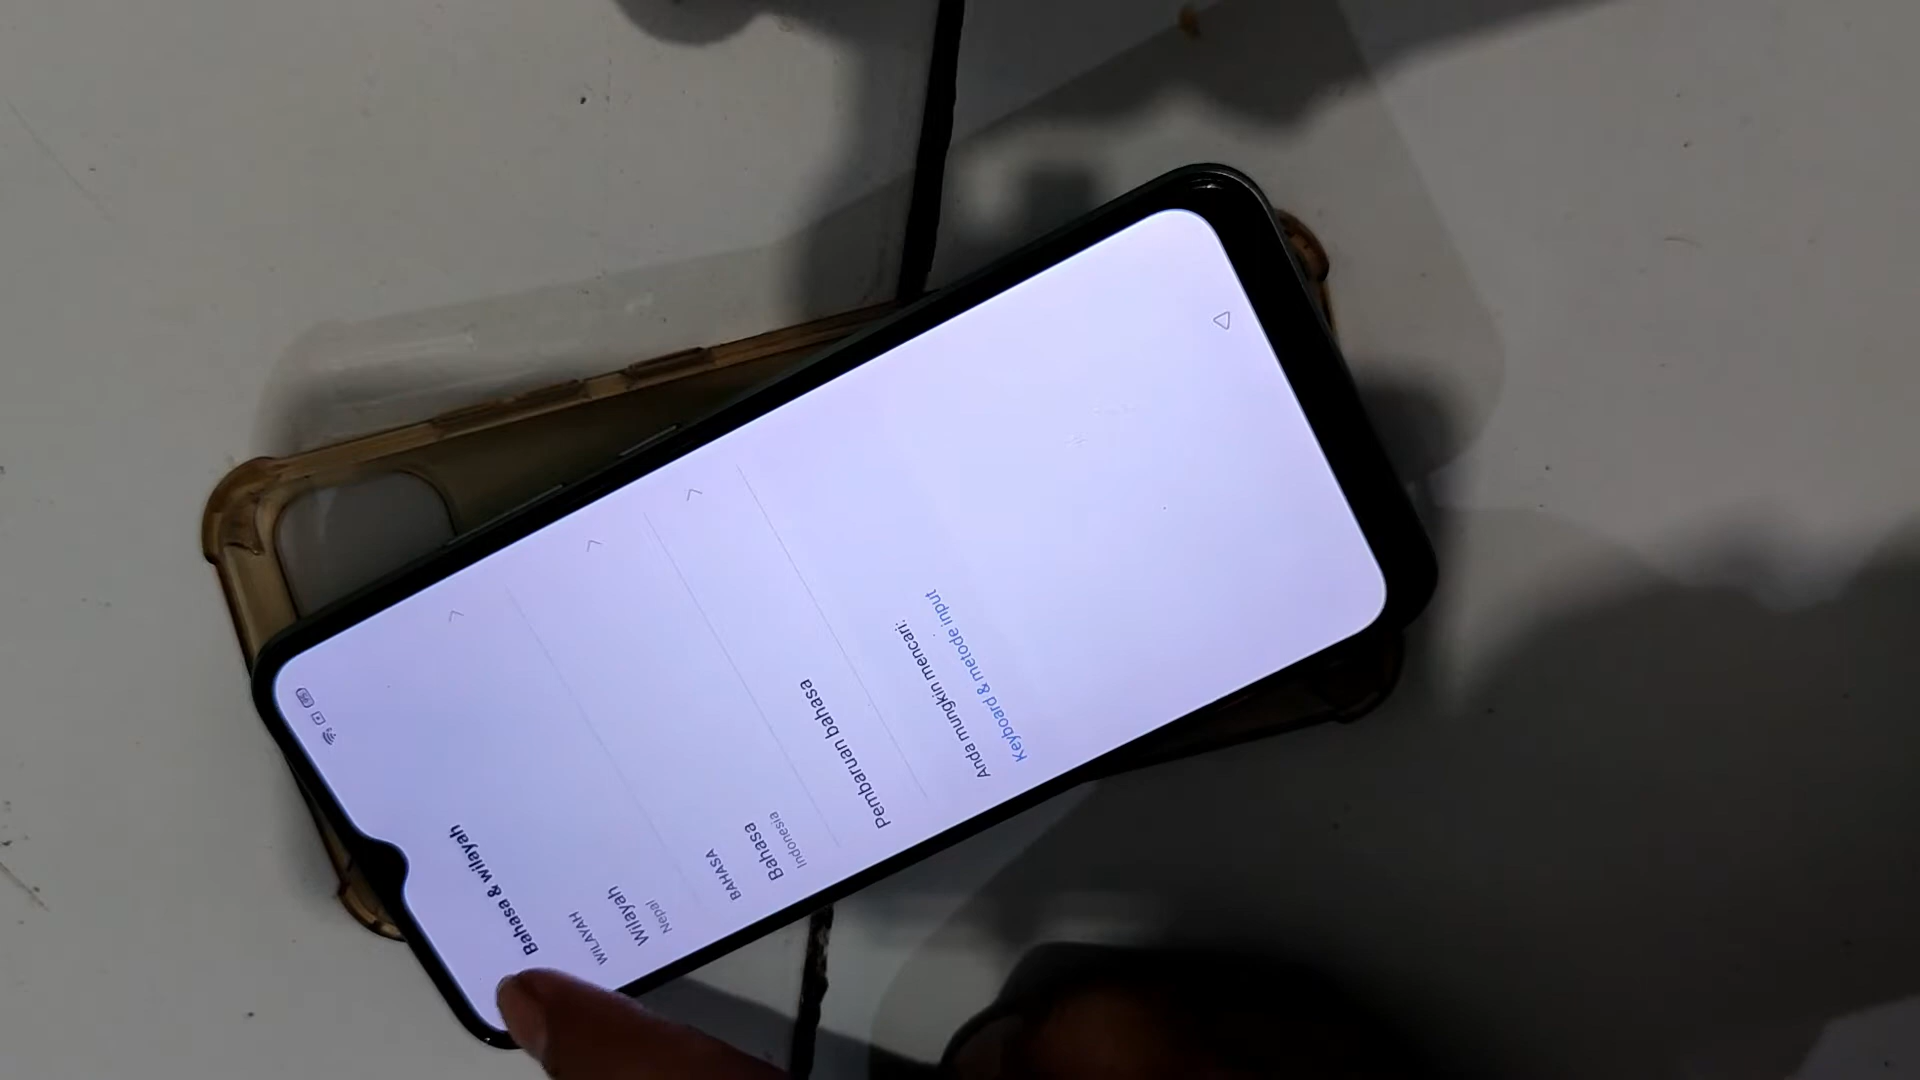 Bahasa & wilayah
WILAYAH
Wilayah
Nepal
BAHASA
Bahasa
Indonesia
Pembaruan bahasa
Anda mungkin mencari:
Keyboard & metode input